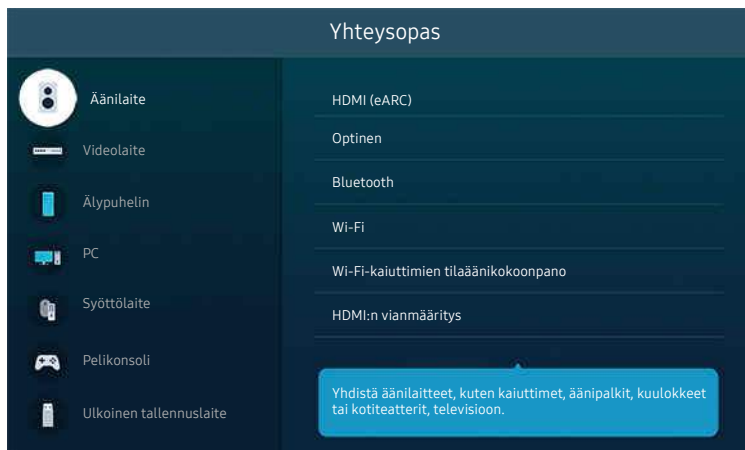 Yhteysopas
Äänilaite
Videolaite
Älypuhelin
PC
Syöttölaite
Pelikonsoli
Ulkoinen tallennuslaite
HDMI (eARC)
Optinen
Bluetooth
Wi-Fi
Wi-Fi-kaiuttimien tilaäänikokoonpano
HDMI:n vianmääritys
Yhdistä äänilaitteet, kuten kaiuttimet, äänipalkit, kuulokkeet
tai kotiteatterit, televisioon.